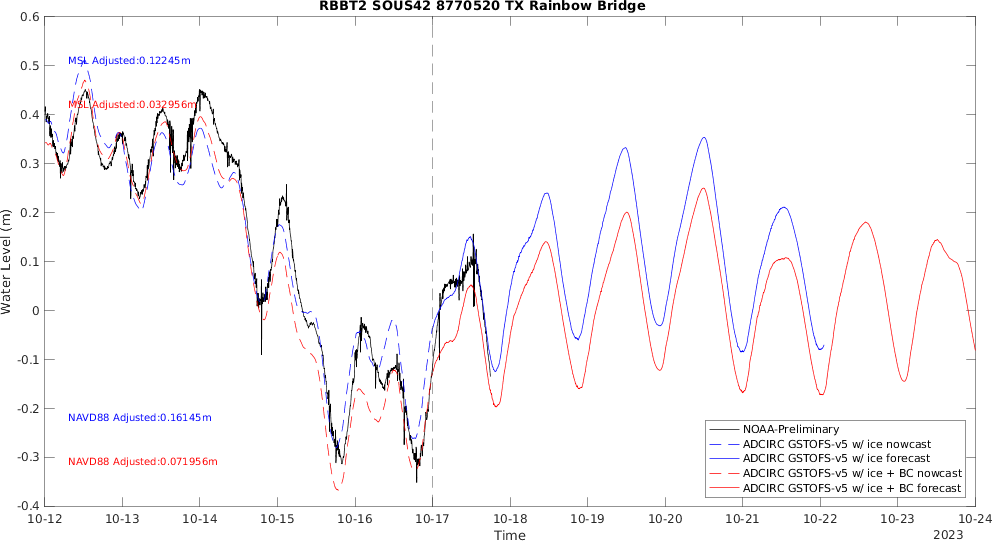 RBBT2 SOUS42 8770520 TX Rainbow Bridge
0.6
0.5
0.4
0.3
0.2
0.1
0
-0.1
-0.2
-0.3
-0.4
Water Level (m)
MSL Adjusted:0.12245m
MSL Adjusted:0.032956m
NAVD88 Adjusted:0.16145m
NAVD88 Adjusted:0.071956m
NOAA-Preliminary
ADCIRC GSTOFS-v5 w/ ice nowcast
ADCIRC GSTOFS-v5 w/ ice forecast
ADCIRC GSTOFS-v5 w/ ice + BC nowcast
ADCIRC GSTOFS-v5 w/ ice + BC forecast
10-12 10-13 10-14 10-15 10-16 10-17 10-18 10-19 10-20 10-21 10-22 10-23 10-24
Time
2023